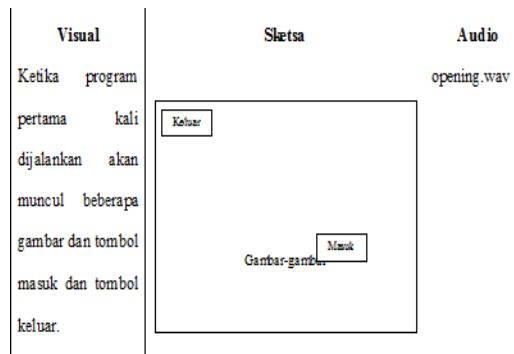 Visual Sketsa Audio
Ketika program
pertama kali
dijalankan akan
muncul beberapa
gambar dan tombol
masuk dan tombol
keluar.
Keluar
Masuk
Gambar-gambar
opening.wav